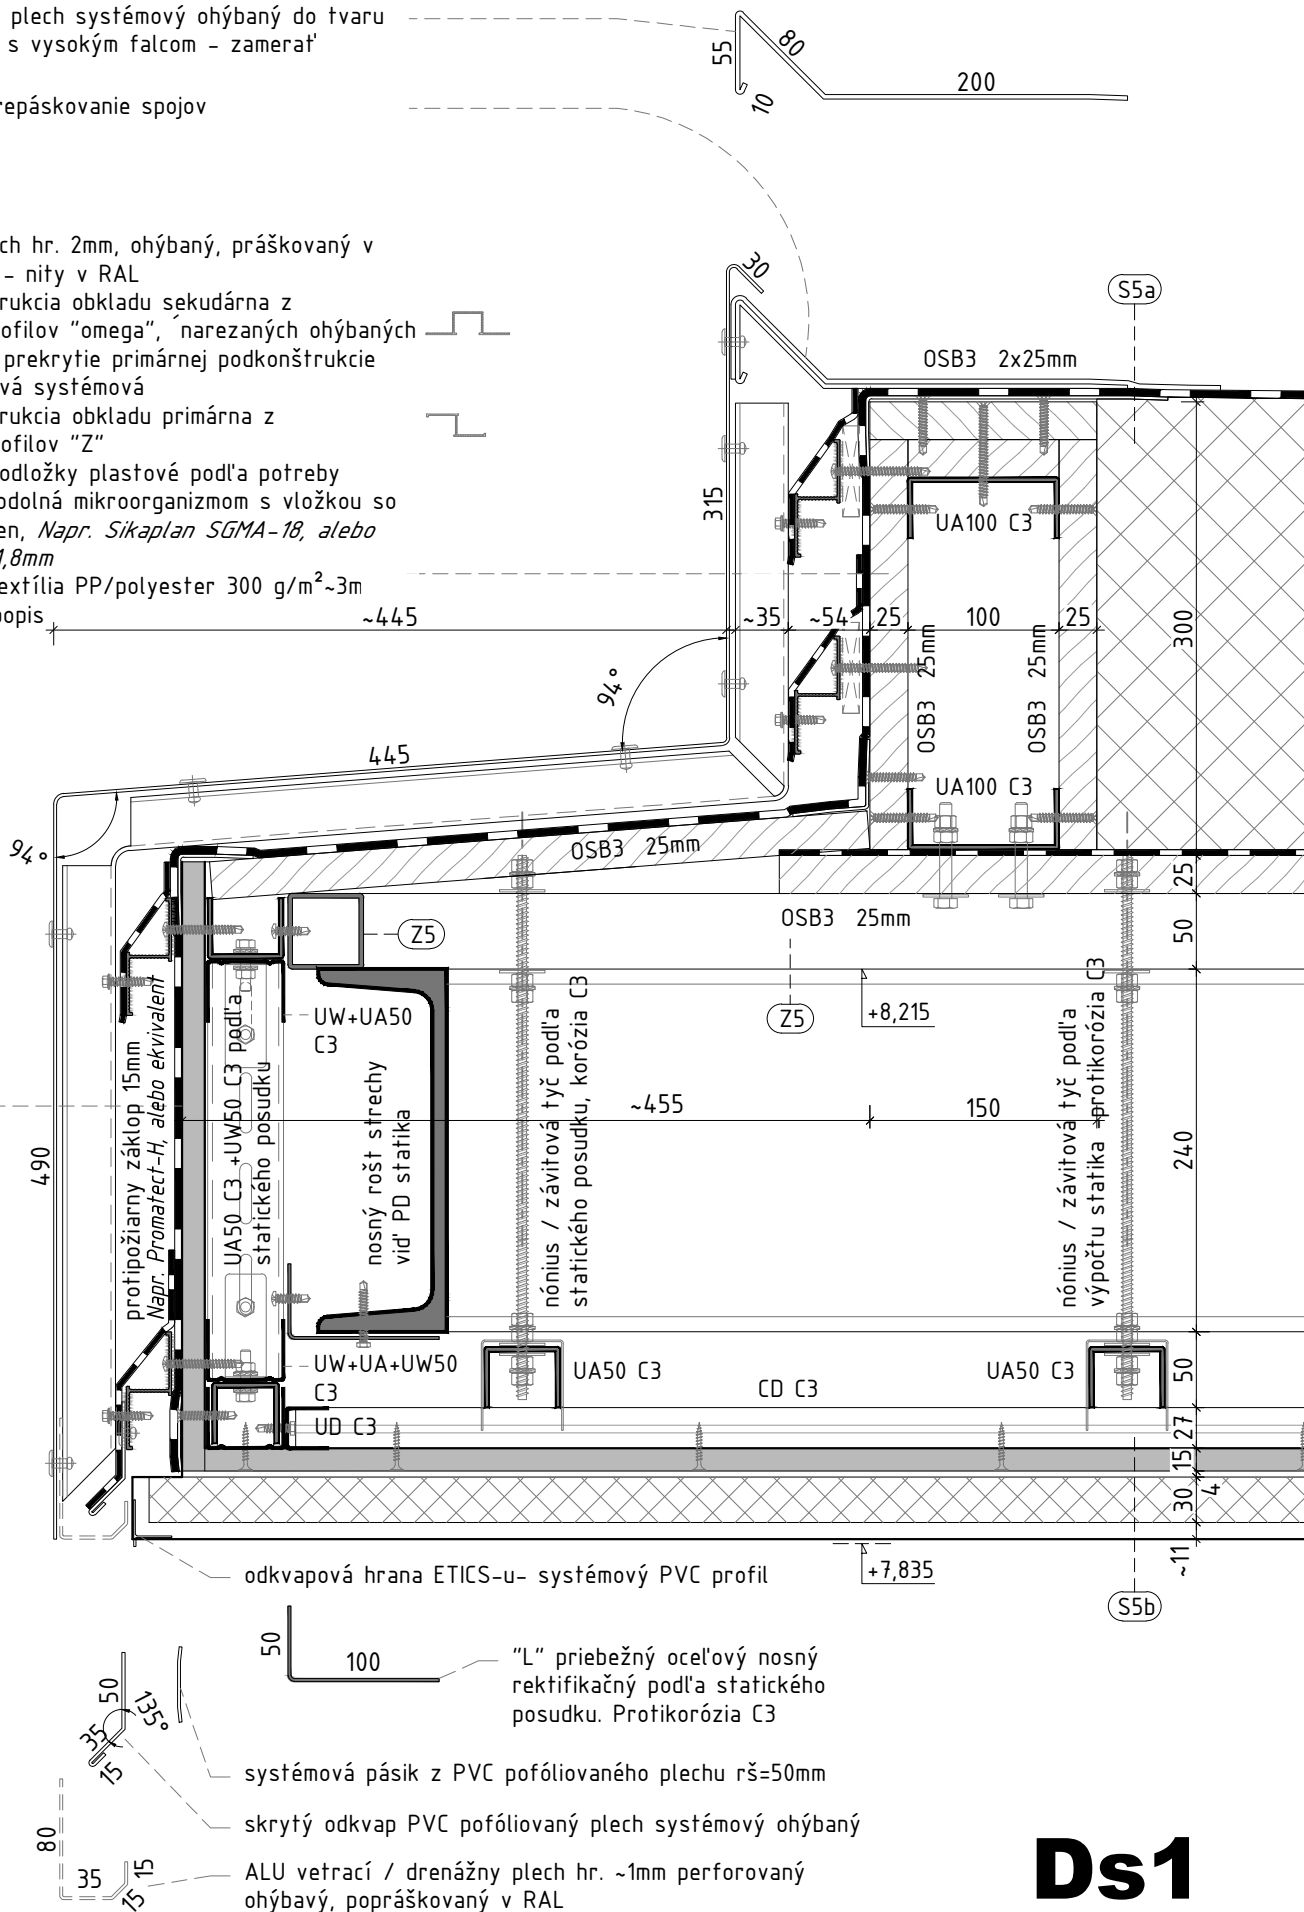 plech systémový ohýbaný do tvaru
s vysokým falcom - zamerať
55
80
10
200
repáskovanie spojov
ch hr. 2mm, ohýbaný, práškovaný v
- nity v RAL
rukcia obkladu sekudárna z
ofilov "omega", ´narezaných ohýbaných
prekrytie primárnej podkonštrukcie
vá systémová
rukcia obkladu primárna z
ofilov "Z"
odložky plastové podľa potreby
odolná mikroorganizmom s vložkou so
en, Napr. Sikaplan SGMA-18, alebo
1,8mm
extília PP/polyester 300 g/m²~3m
popis
30
S5a
OSB3 2x25mm
315
UA100 C3
~445
~35
~54
25
100
25
300
OSB3 25mm
OSB3 25mm
94°
445
UA100 C3
94°
OSB3 25mm
25
OSB3 25mm
50
Z5
Z5
+8,215
UW+UA50
C3
protipožiarny záklop 15mm
Napr. Promatect-H, alebo ekvivalent
UA50 C3 +UW50 C3 podľa
statického posudku
nosný rošt strechy
viď PD statika
nónius / závitová tyč podľa
statického posudku, korózia C3
nónius / závitová tyč podľa
výpočtu statika protikorózia C3
~455
150
240
490
UW+UA+UW50
C3
UD C3
UA50 C3
CD C3
UA50 C3
50
27
15
30
4
~11
odkvapová hrana ETICS-u- systémový PVC profil
+7,835
S5b
50
100
"L" priebežný oceľový nosný
rektifikačný podľa statického
posudku. Protikorózia C3
50
135°
35
15
systémová pásik z PVC pofóliovaného plechu rš=50mm
skrytý odkvap PVC pofóliovaný plech systémový ohýbaný
80
35
15
15
ALU vetrací / drenážny plech hr. ~1mm perforovaný
ohýbavý, popráškovaný v RAL
Ds1